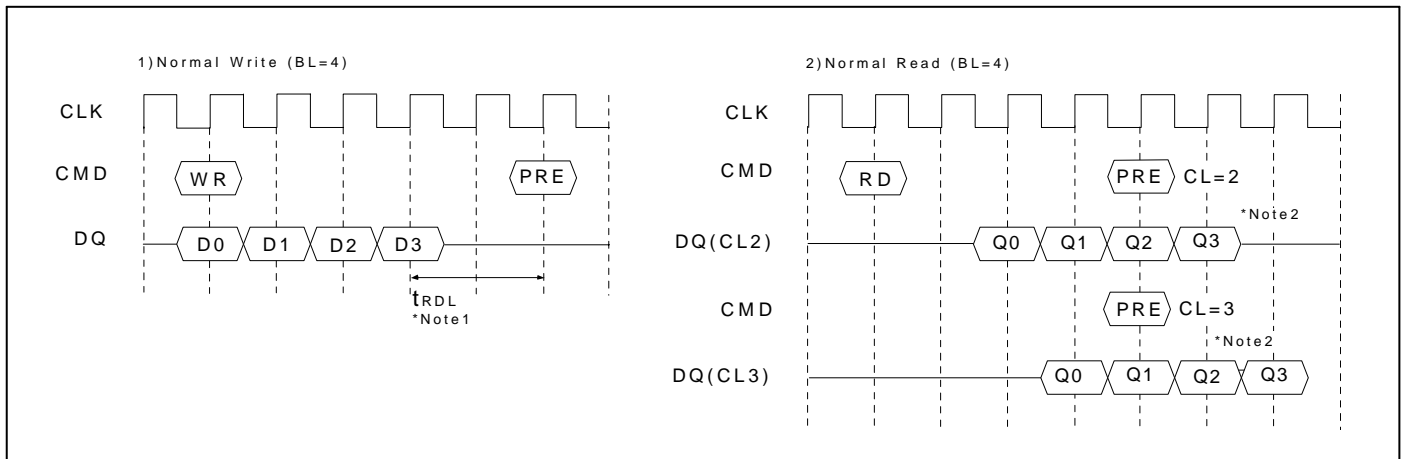 1)Normal Write (BL=4)
CLK
CMD WR PRE
DQ D0 D1 D2 D3
tRDL
*Note1
2)Normal Read (BL=4)
CLK
CMD RD PRE CL=2
*Note2
DQ(CL2) Q0 Q1 Q2 Q3
CMD PRE CL=3
*Note2
DQ(CL3) Q0 Q1 Q2 Q3